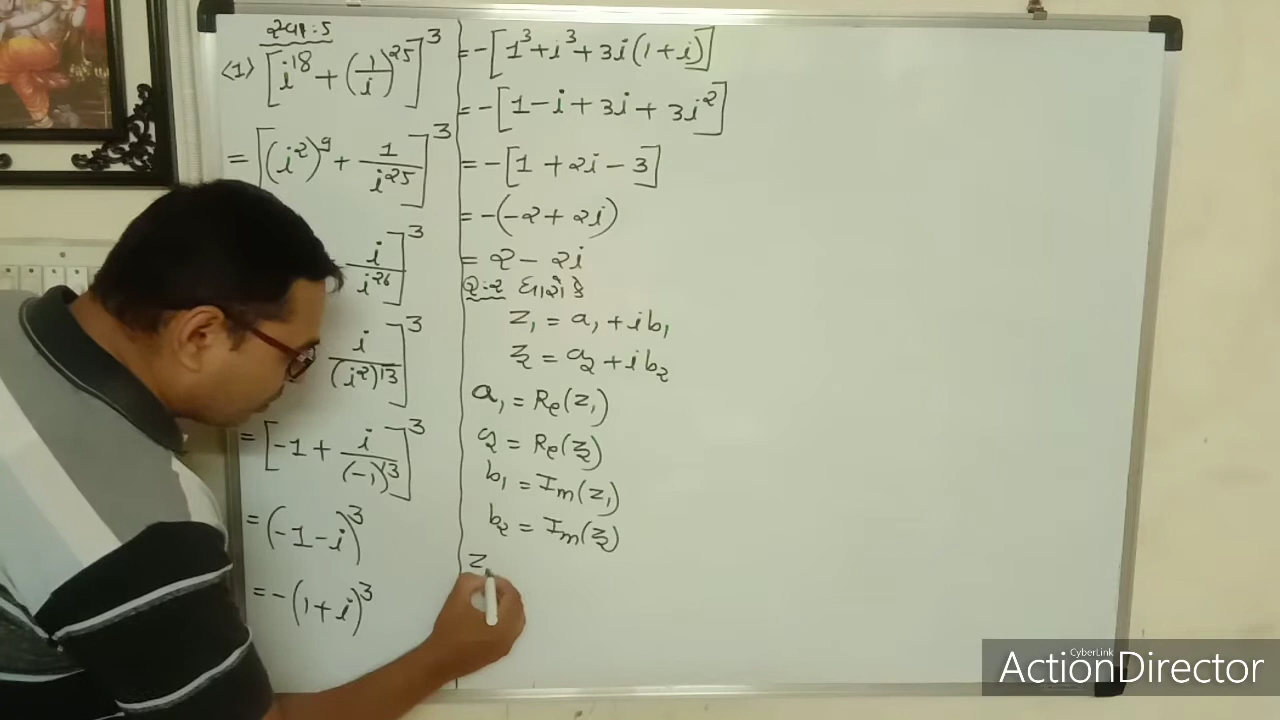 સ્વા: 5
<1> [i^18 + (1/i)^25]^3
= [(i^2)^9 + 1/i^25]^3
i/i^26]^3
i/(i^2)^13]^3
= [-1 + i/(-1)^13]^3
= (-1-i)^3
= -(1+i)^3
= -[1^3+i^3+3i(1+i)]
= -[1-i+3i+3i^2]
= -[1+2i-3]
= -(-2+2i)
= 2-2i
Q:-2 ધારો કે
z₁ = a₁+ib₁
z₂ = a₂+ib₂
a₁ = Re(z₁)
a₂ = Re(z₂)
b₁ = Im(z₁)
b₂ = Im(z₂)
z
CyberLink
ActionDirector